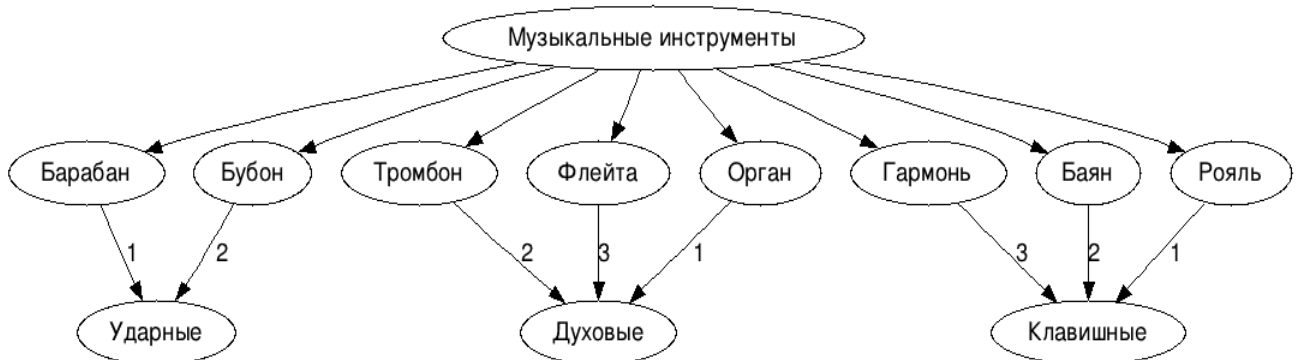 Музыкальные инструменты
Барабан
Бубон
Тромбон
Флейта
Орган
Гармонь
Баян
Рояль
1
2
2
3
1
3
2
1
Ударные
Духовые
Клавишные